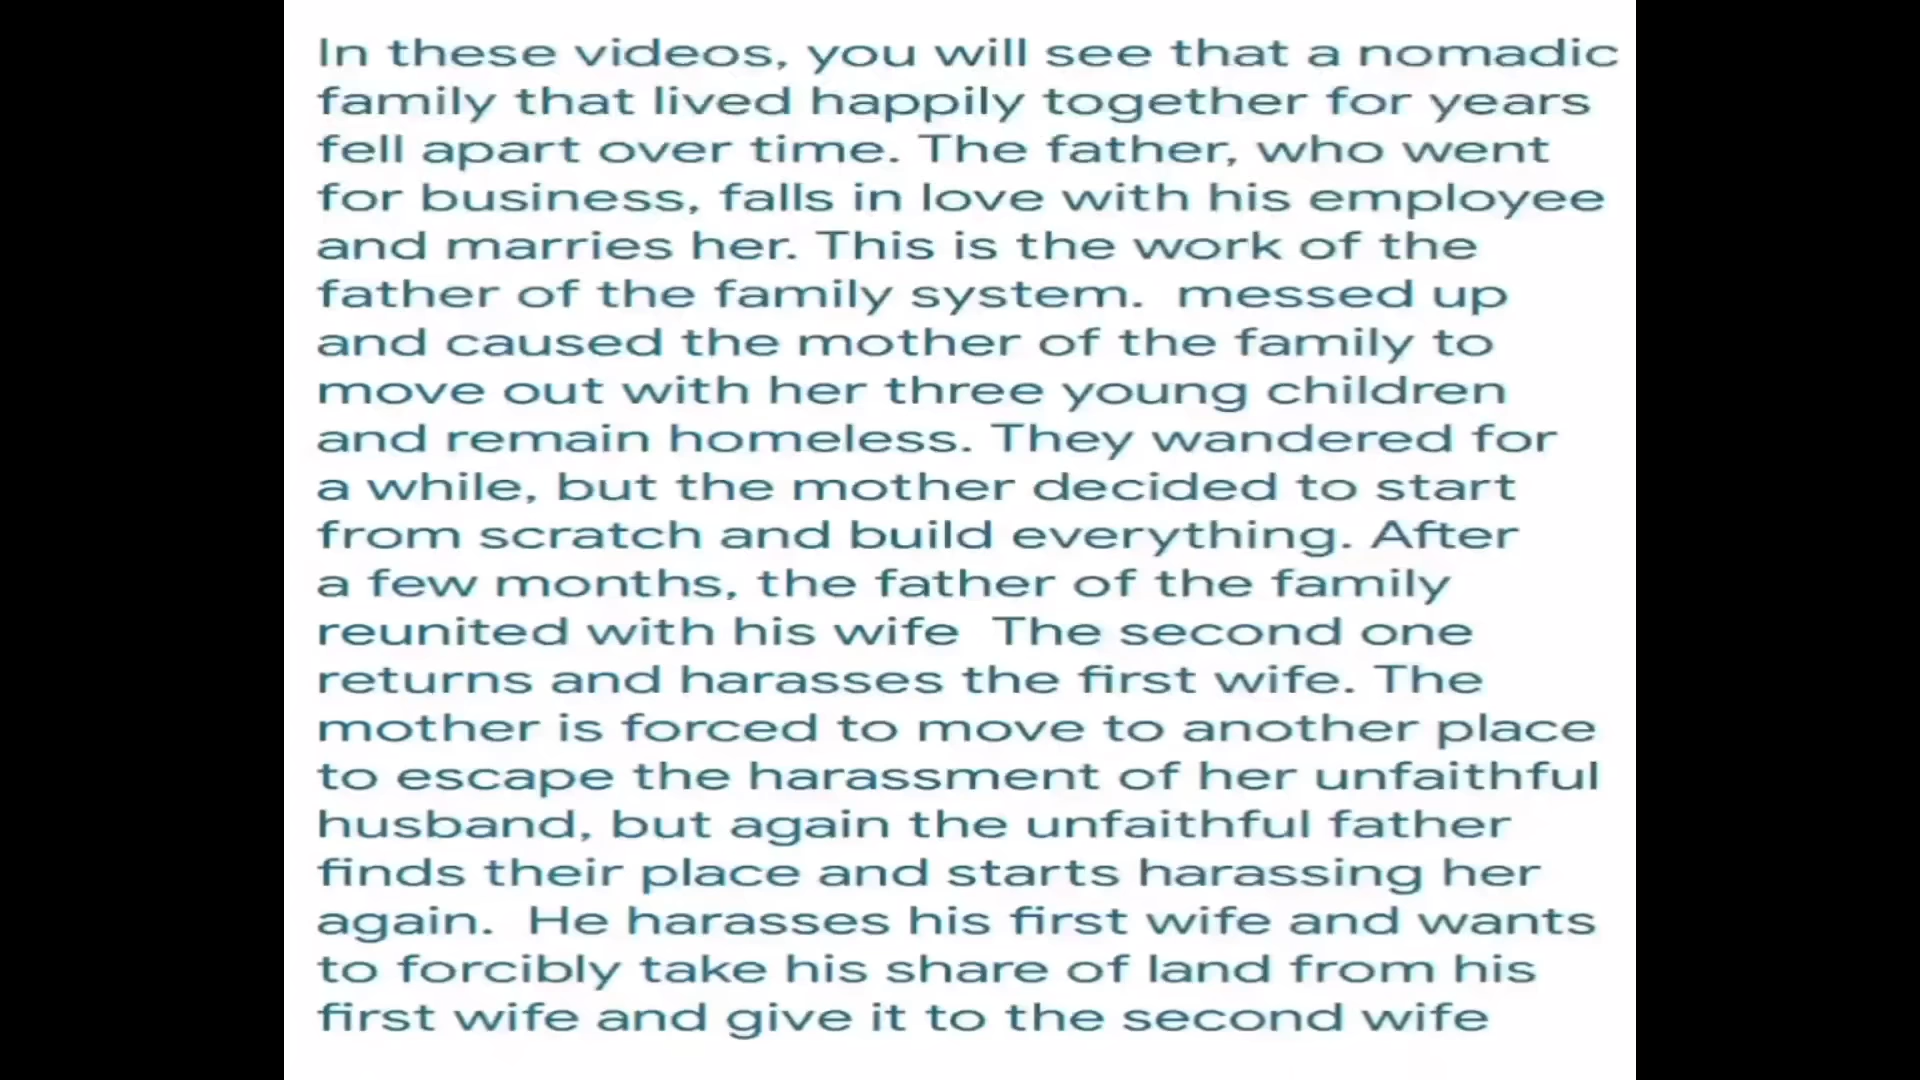 In these videos, you will see that a nomadic
family that lived happily together for years
fell apart over time. The father, who went
for business, falls in love with his employee
and marries her. This is the work of the
father of the family system.  messed up
and caused the mother of the family to
move out with her three young children
and remain homeless. They wandered for
a while, but the mother decided to start
from scratch and build everything. After
a few months, the father of the family
reunited with his wife  The second one
returns and harasses the first wife. The
mother is forced to move to another place
to escape the harassment of her unfaithful
husband, but again the unfaithful father
finds their place and starts harassing her
again.  He harasses his first wife and wants
to forcibly take his share of land from his
first wife and give it to the second wife